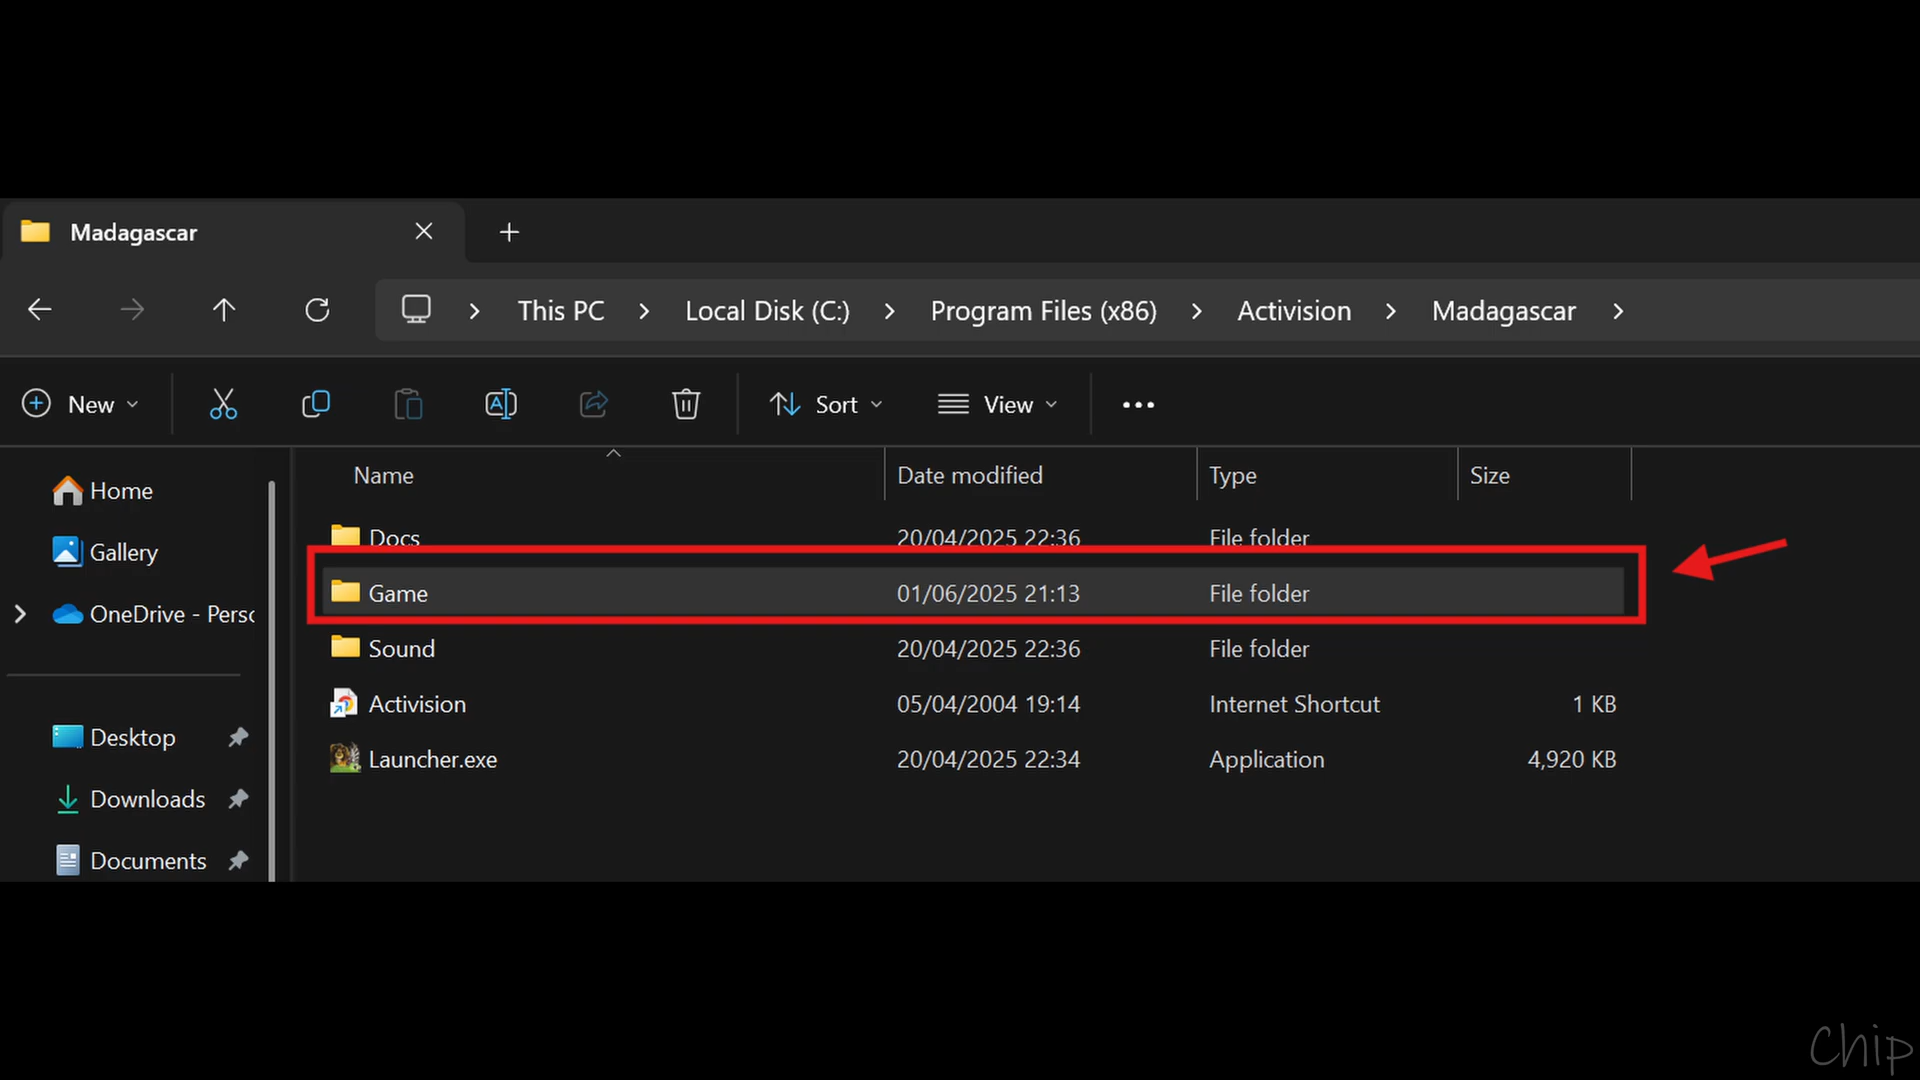 Madagascar
This PC Local Disk (C:) Program Files (x86) Activision Madagascar
New Sort View
Name Date modified Type Size
Home
Gallery
OneDrive - Perso
Desktop
Downloads
Documents
Docs 20/04/2025 22:36 File folder
Game 01/06/2025 21:13 File folder
Sound 20/04/2025 22:36 File folder
Activision 05/04/2004 19:14 Internet Shortcut 1 KB
Launcher.exe 20/04/2025 22:34 Application 4,920 KB
Chip